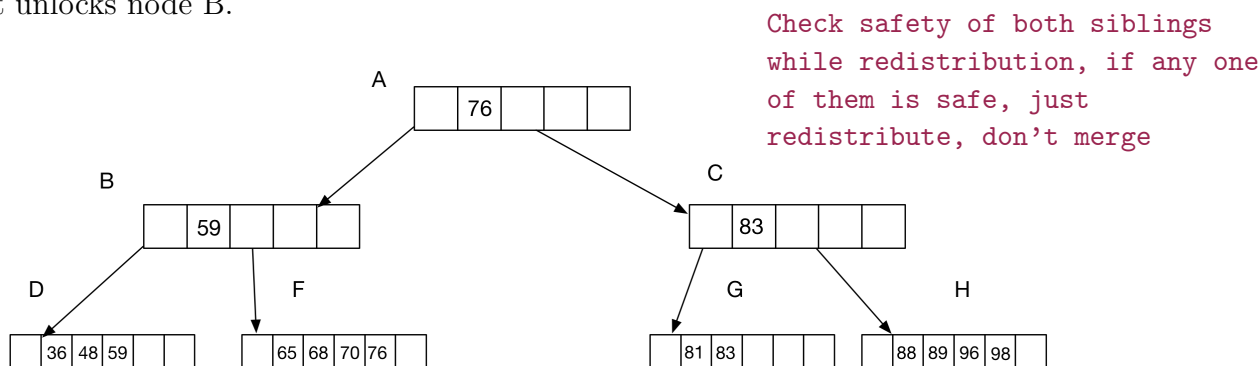 t unlocks node B.
Check safety of both siblings
while redistribution, if any one
of them is safe, just
redistribute, don't merge
A
76
B
C
59
83
D
F
G
H
36 48 59
65 68 70 76
81 83
88 89 96 98